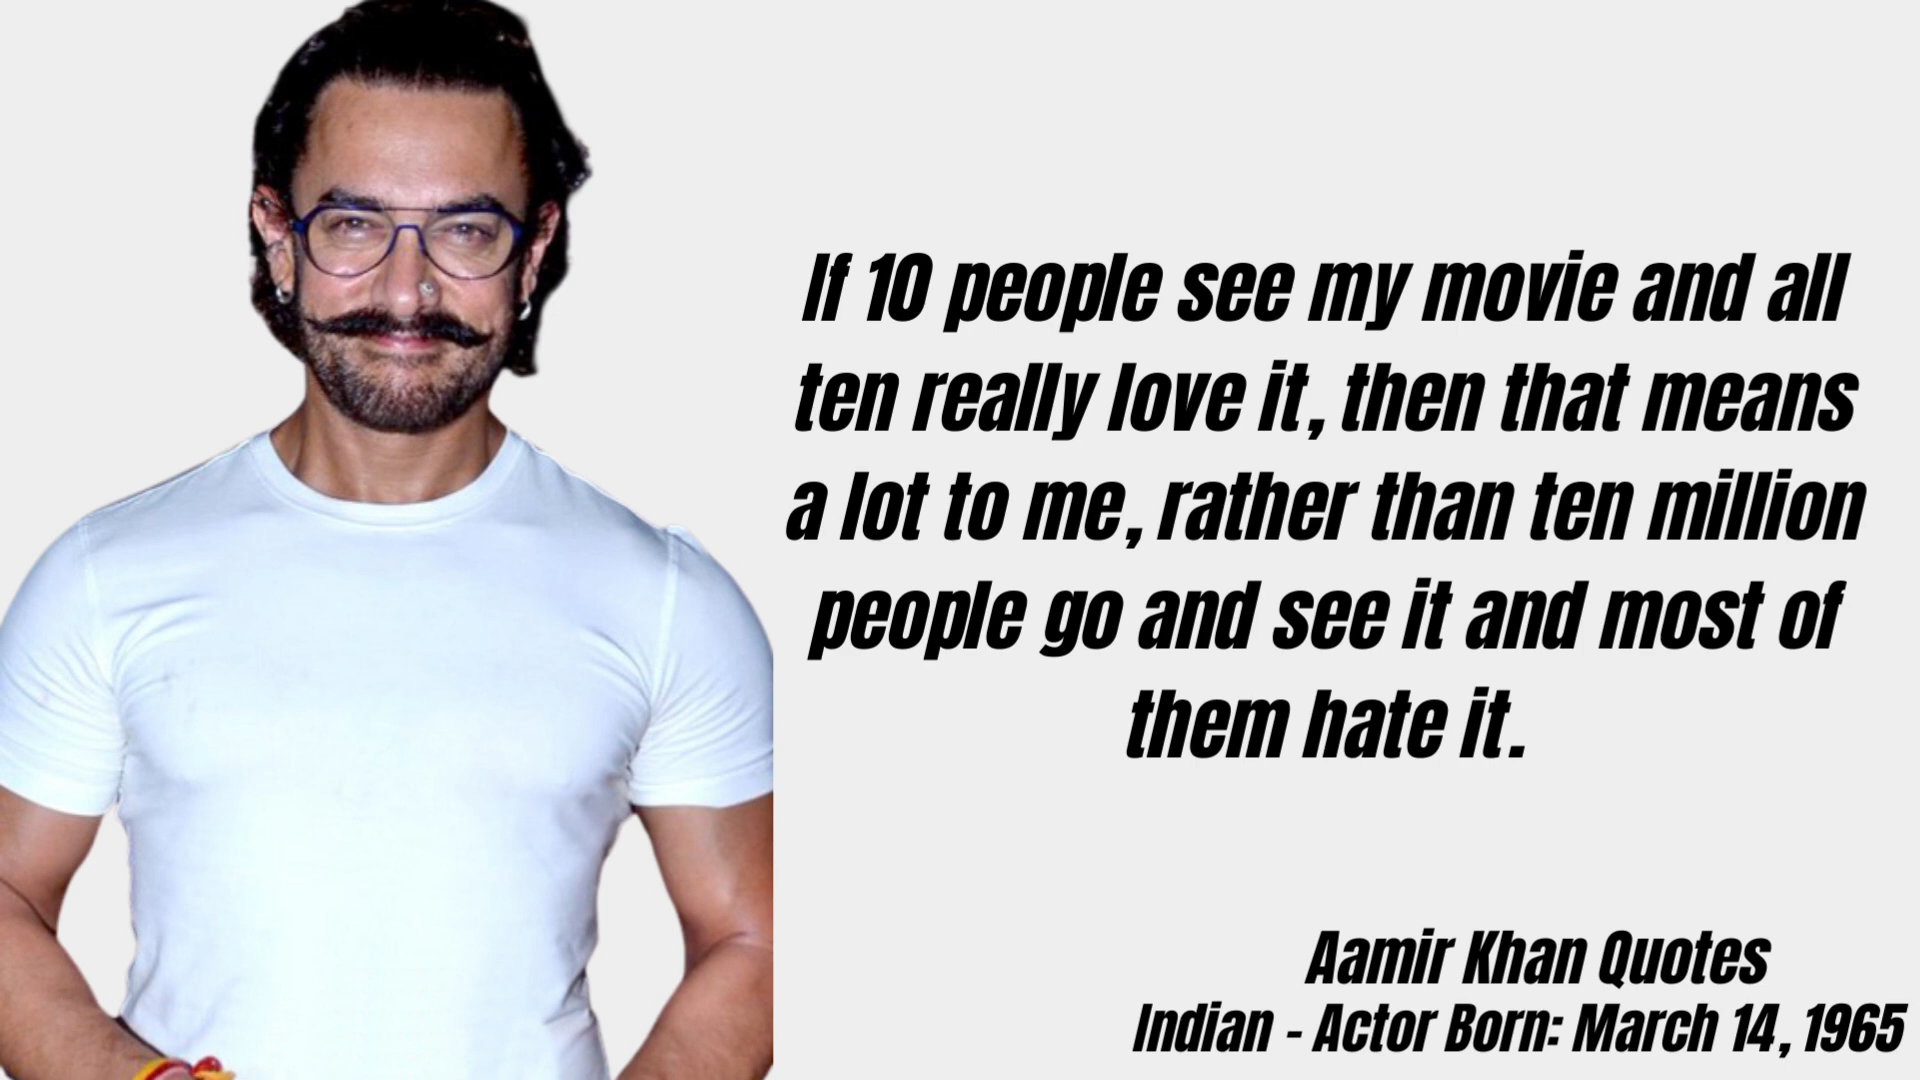 If 10 people see my movie and all
ten really love it, then that means
a lot to me, rather than ten million
people go and see it and most of
them hate it.
Aamir Khan Quotes
Indian - Actor Born: March 14, 1965